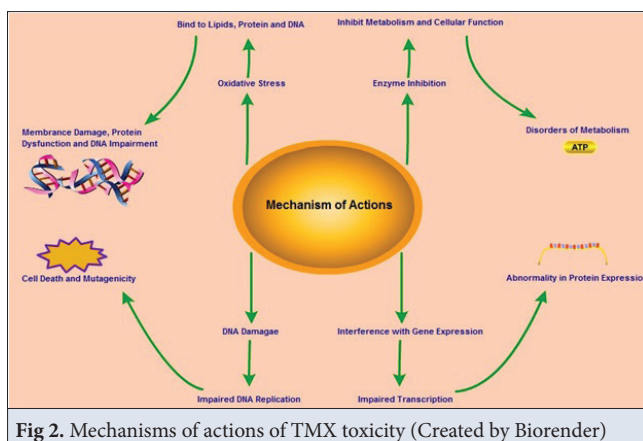 Bind to Lipids, Protein and DNA
Inhibit Metabolism and Cellular Function
Oxidative Stress
Enzyme Inhibition
Membrance Damage, Protein
Dysfunction and DNA Impairment
Disorders of Metabolism
ATP
Mechanism of Actions
Cell Death and Mutagenicity
Abnormality in Protein Expression
DNA Damagae
Interference with Gene Expression
Impaired DNA Replication
Impaired Transcription
Fig 2. Mechanisms of actions of TMX toxicity (Created by Biorender)